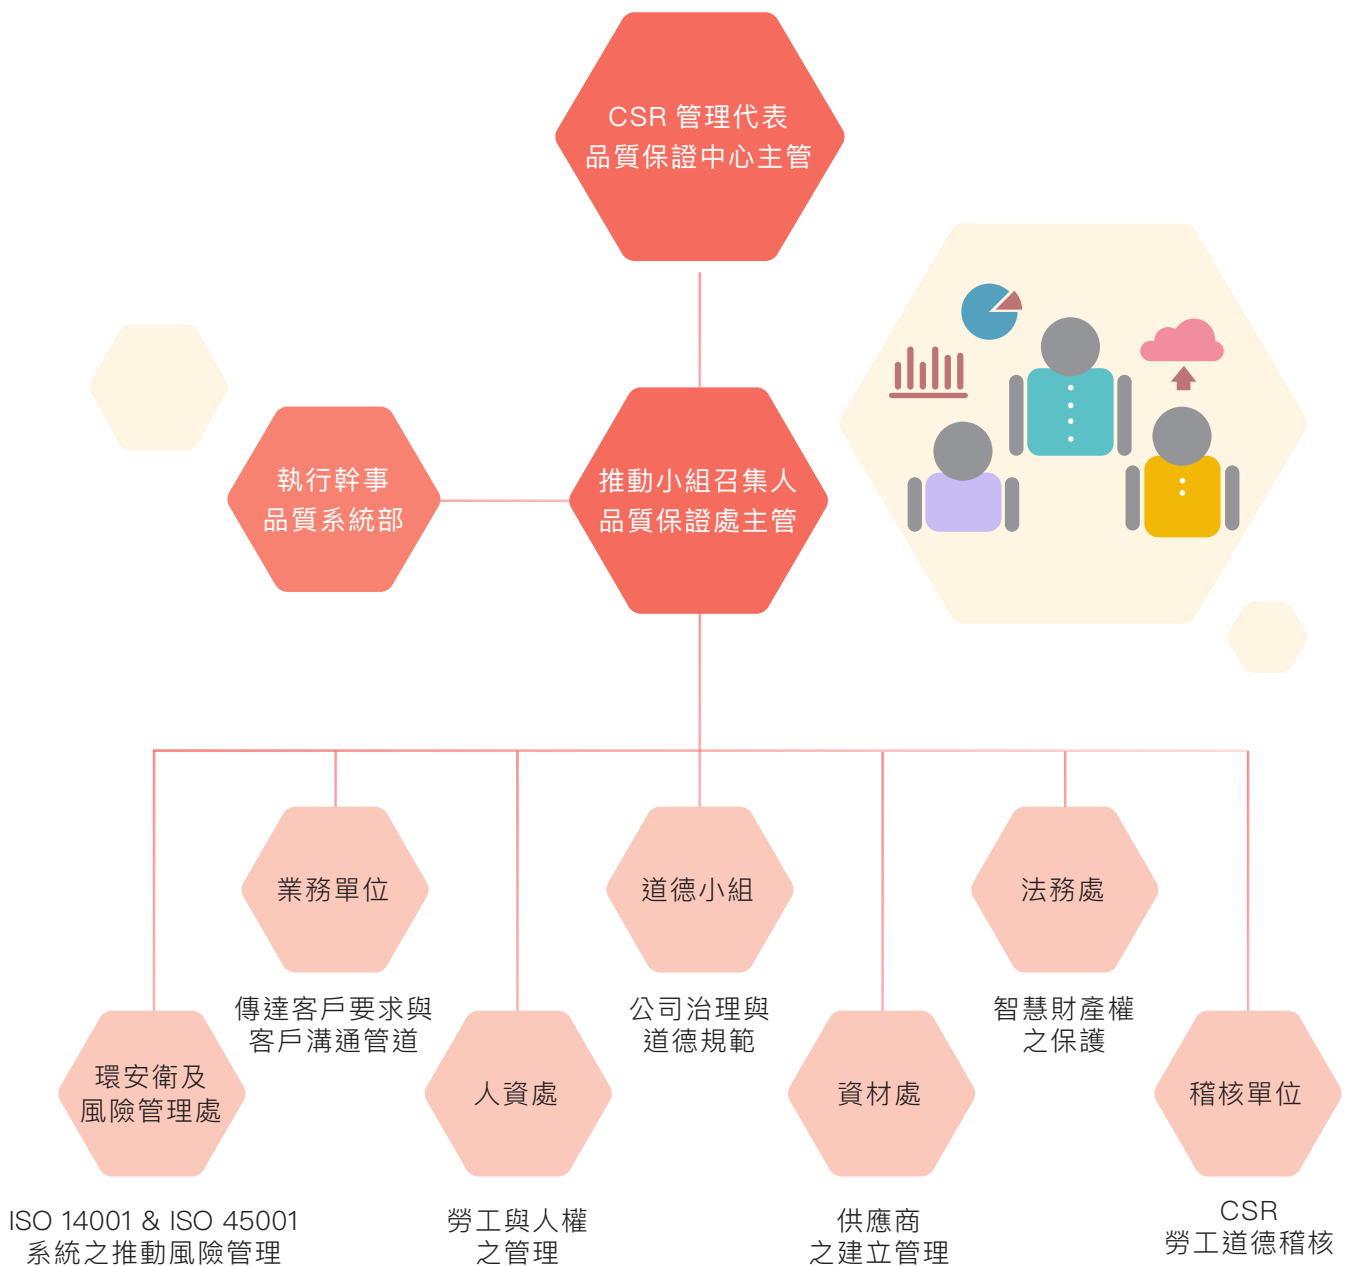 CSR 管理代表
品質保證中心主管
執行幹事
品質系統部
推動小組召集人
品質保證處主管
業務單位
傳達客戶要求與
客戶溝通管道
道德小組
公司治理與
道德規範
法務處
智慧財產權
之保護
環安衛及
風險管理處
ISO 14001 & ISO 45001
系統之推動風險管理
人資處
勞工與人權
之管理
資材處
供應商
之建立管理
稽核單位
CSR
勞工道德稽核